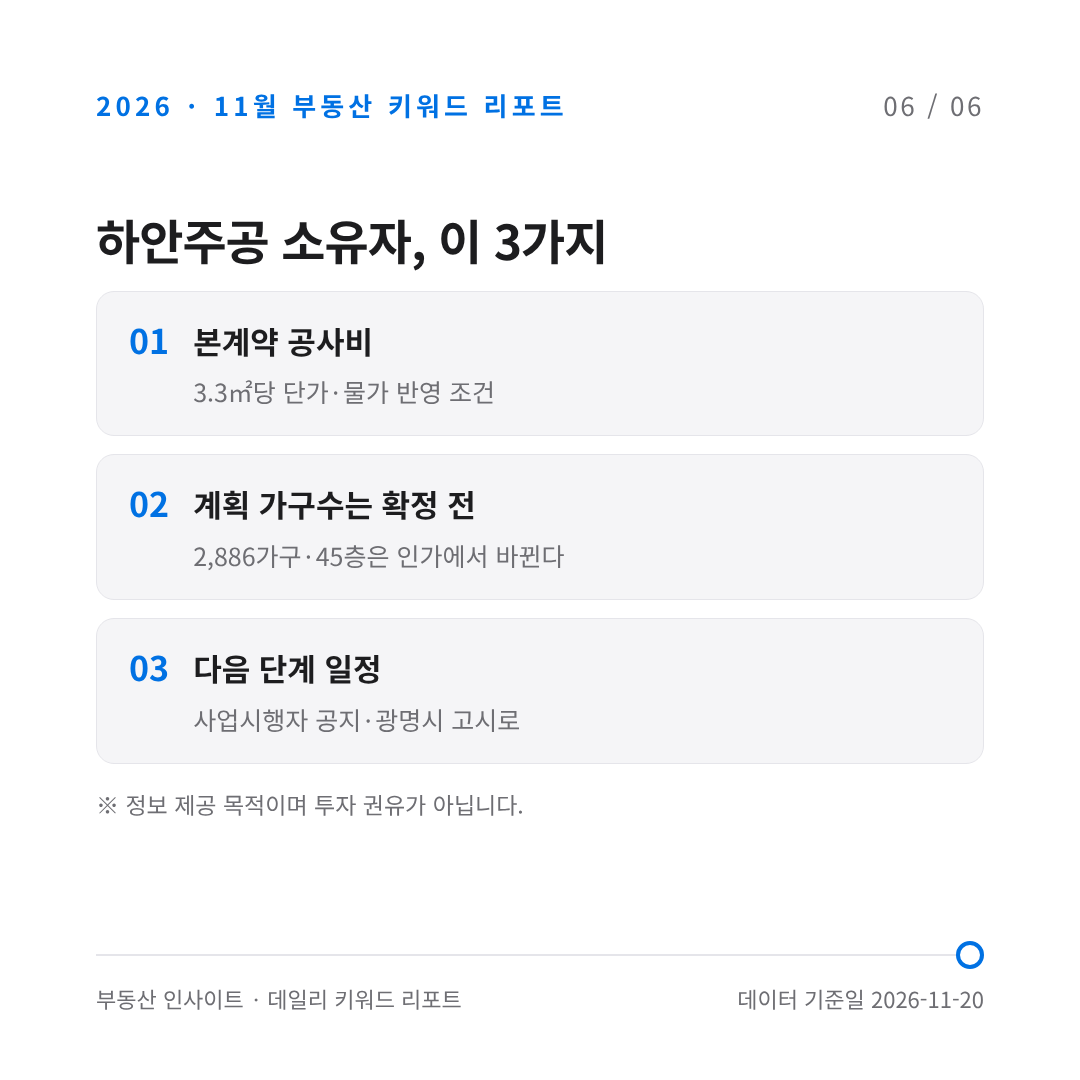 2026 · 11월 부동산 키워드 리포트
06 / 06
하안주공 소유자, 이 3가지
01 본계약 공사비
3.3㎡당 단가·물가 반영 조건
02 계획 가구수는 확정 전
2,886가구·45층은 인가에서 바뀐다
03 다음 단계 일정
사업시행자 공지·광명시 고시로
※ 정보 제공 목적이며 투자 권유가 아닙니다.
부동산 인사이트 · 데일리 키워드 리포트
데이터 기준일 2026-11-20